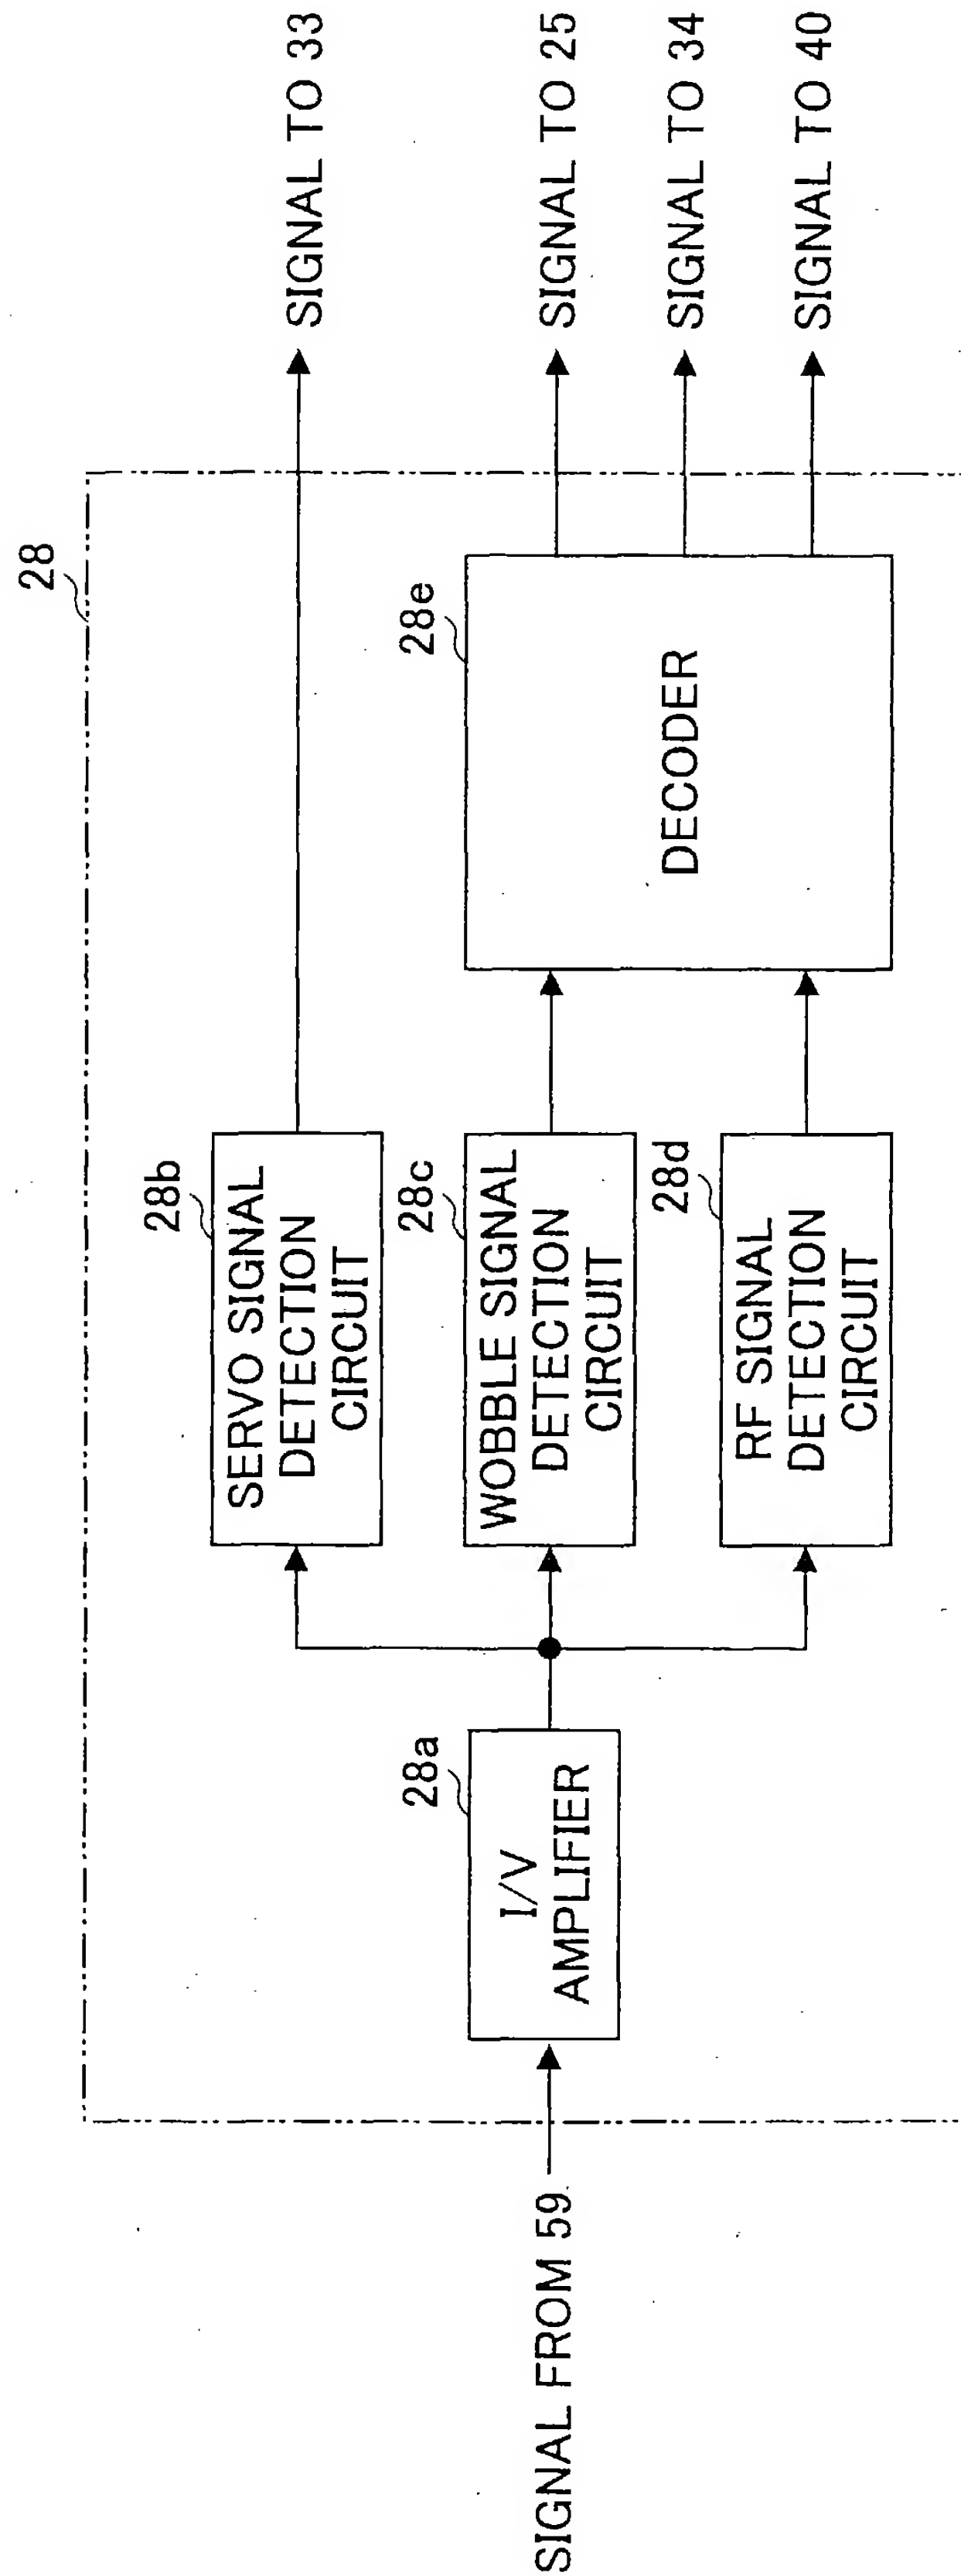 28
SIGNAL FROM 59
28a
I/V
AMPLIFIER
28b
SERVO SIGNAL
DETECTION
CIRCUIT
28c
WOBBLE SIGNAL
DETECTION
CIRCUIT
28d
RF SIGNAL
DETECTION
CIRCUIT
28e
DECODER
SIGNAL TO 33
SIGNAL TO 25
SIGNAL TO 34
SIGNAL TO 40